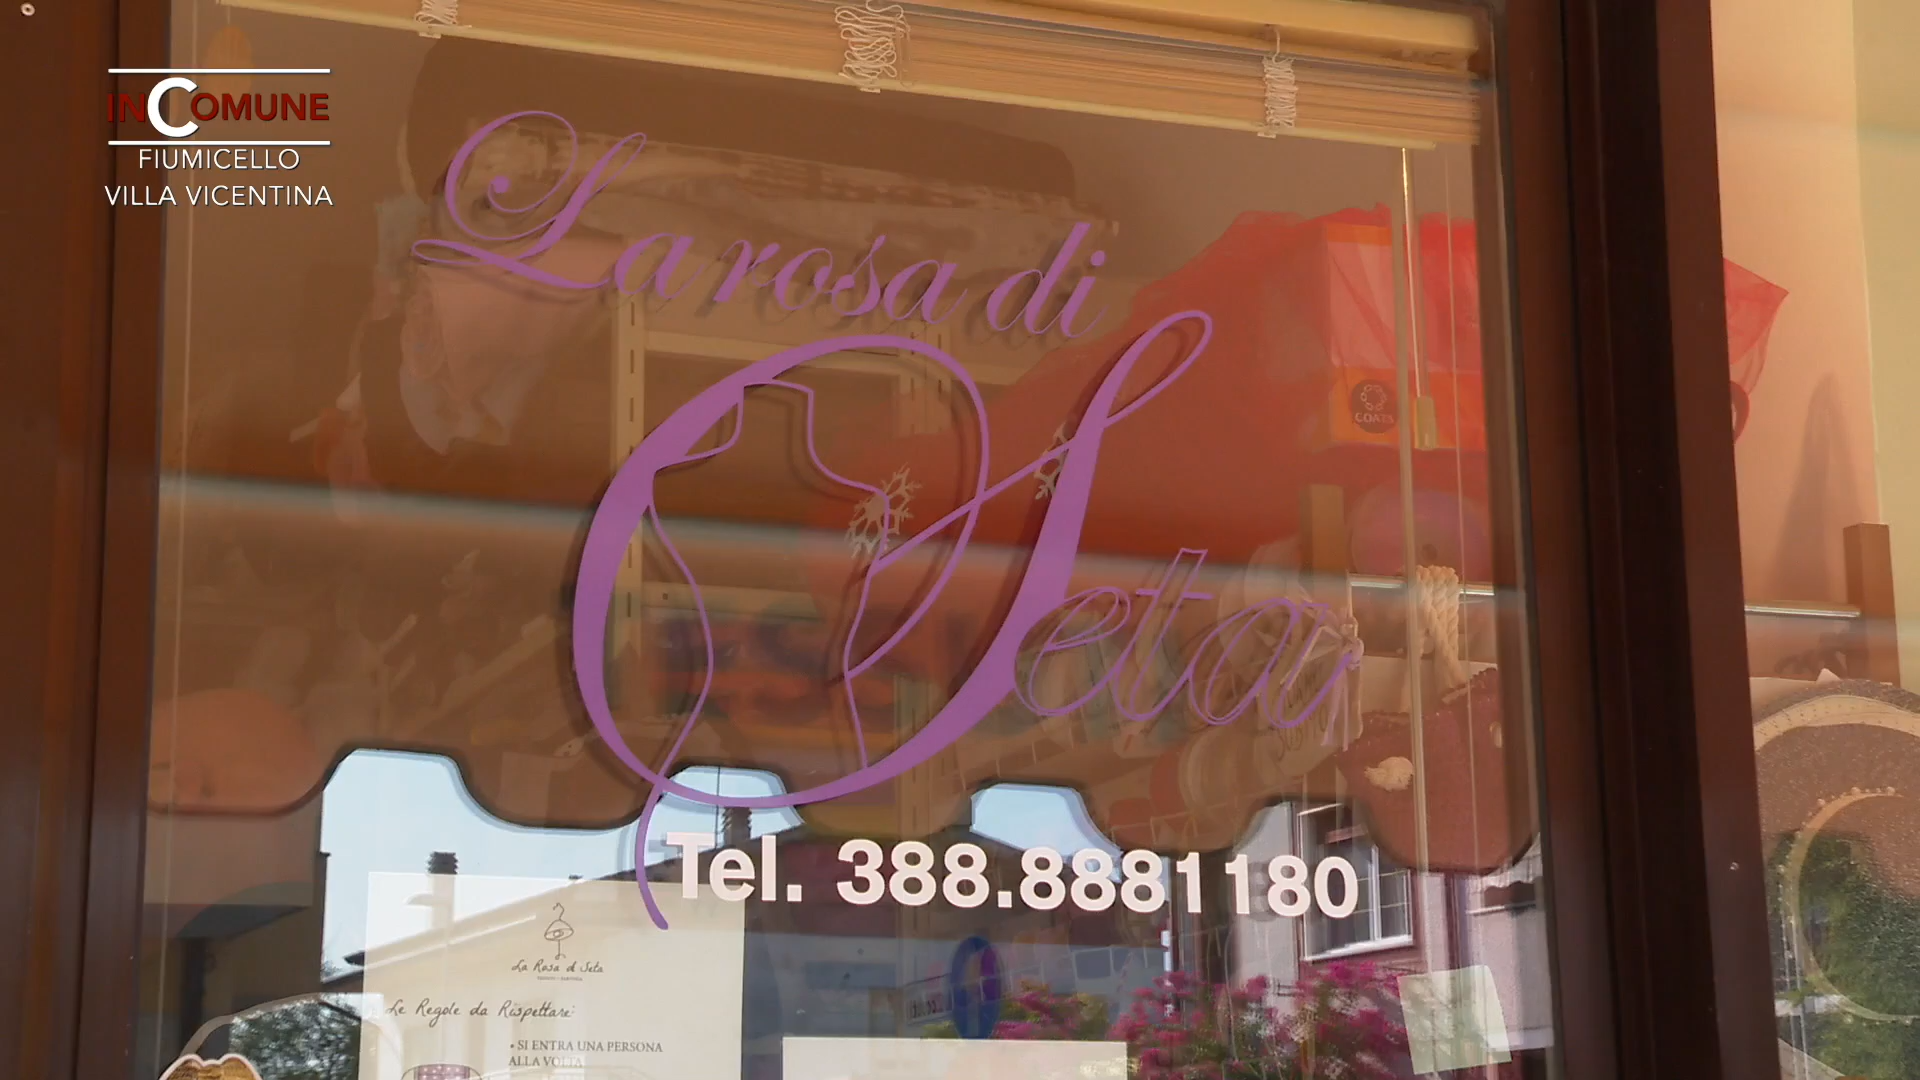 INCOMUNE
FIUMICELLO
VILLA VICENTINA
La rosa di
Seta
COATS
Tel. 388.8881180
La Rosa di Seta
Le Regole da Rispettare:
• SI ENTRA UNA PERSONA
ALLA VOLTA